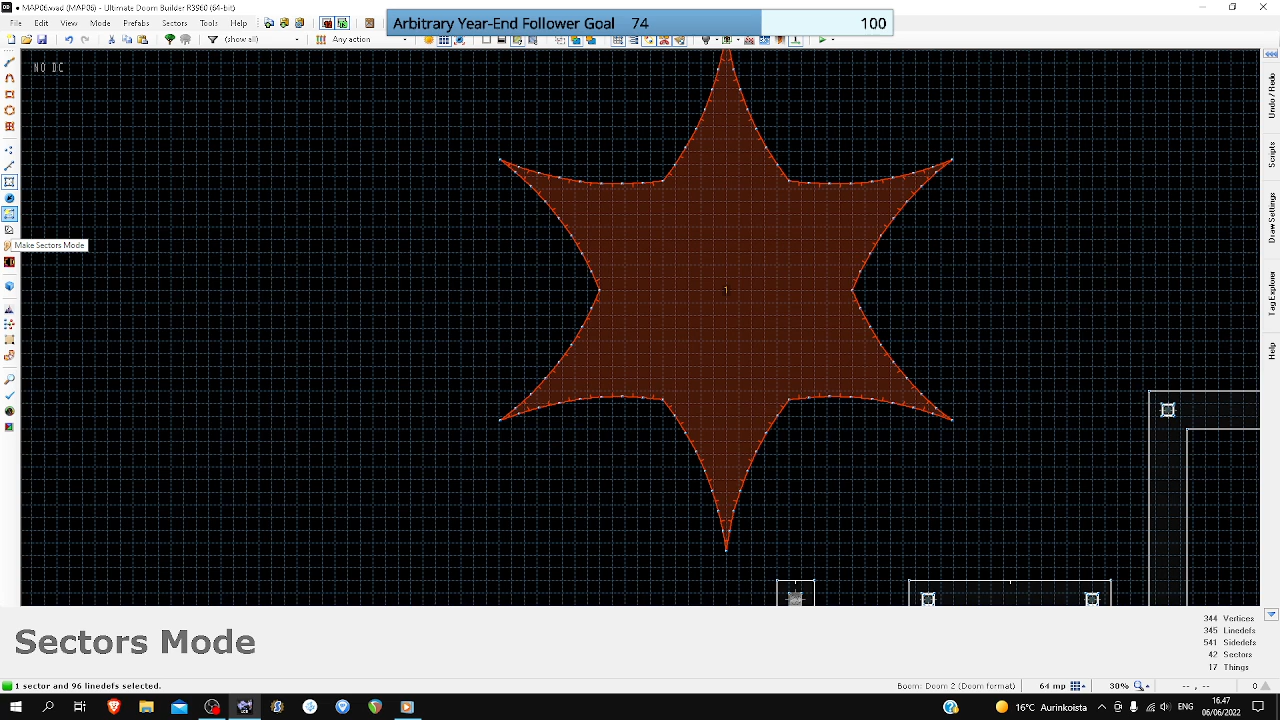 MAP06.wad (MAP06) - Ultimate Doom Builder R3960 (64-bit)
Arbitrary Year-End Follower Goal 74 100
File Edit View Mode Prefabs Sectors Tools Help
(show all)
Any action
NO DC
Make Sectors Mode
1
Undo / Redo
Scripts
Draw Settings
Tag Explorer
Help
Sectors Mode
344 Vertices
345 Linedefs
541 Sidedefs
42 Sectors
17 Things
1 sector and 96 linedefs selected.
Boom: Doom 2 (Doom format)
64 mp
30%
-- , --
0
16°C Aurinkoista
ENG
16.47
06/06/2022